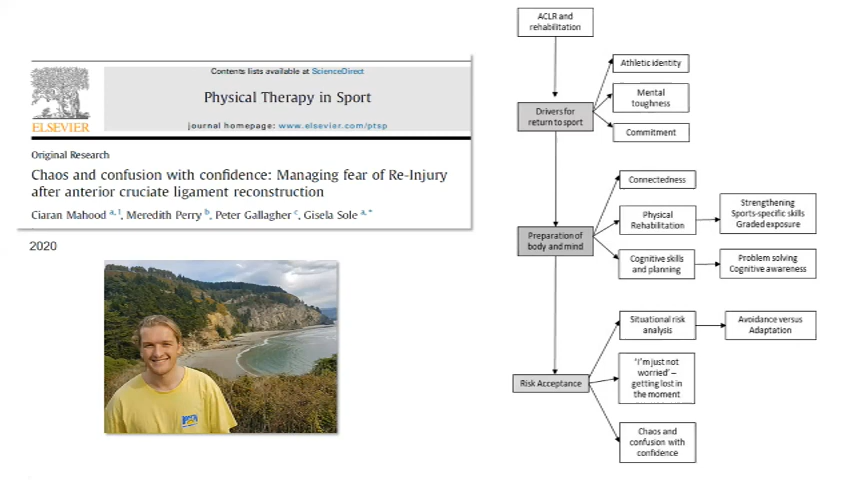 Contents lists available at ScienceDirect
Physical Therapy in Sport
journal homepage: www.elsevier.com/ptsp
ELSEVIER
Original Research
Chaos and confusion with confidence: Managing fear of Re-Injury
after anterior cruciate ligament reconstruction
Ciaran Mahood a, 1, Meredith Perry b, Peter Gallagher c, Gisela Sole a, *
2020
ACLR and
rehabilitation
Drivers for
return to sport
Athletic identity
Mental
toughness
Commitment
Preparation of
body and mind
Connectedness
Physical
Rehabilitation
Strengthening
Sports-specific skills
Graded exposure
Cognitive skills
and planning
Problem solving
Cognitive awareness
Risk Acceptance
Situational risk
analysis
Avoidance versus
Adaptation
'I'm just not
worried' –
getting lost in
the moment
Chaos and
confusion with
confidence